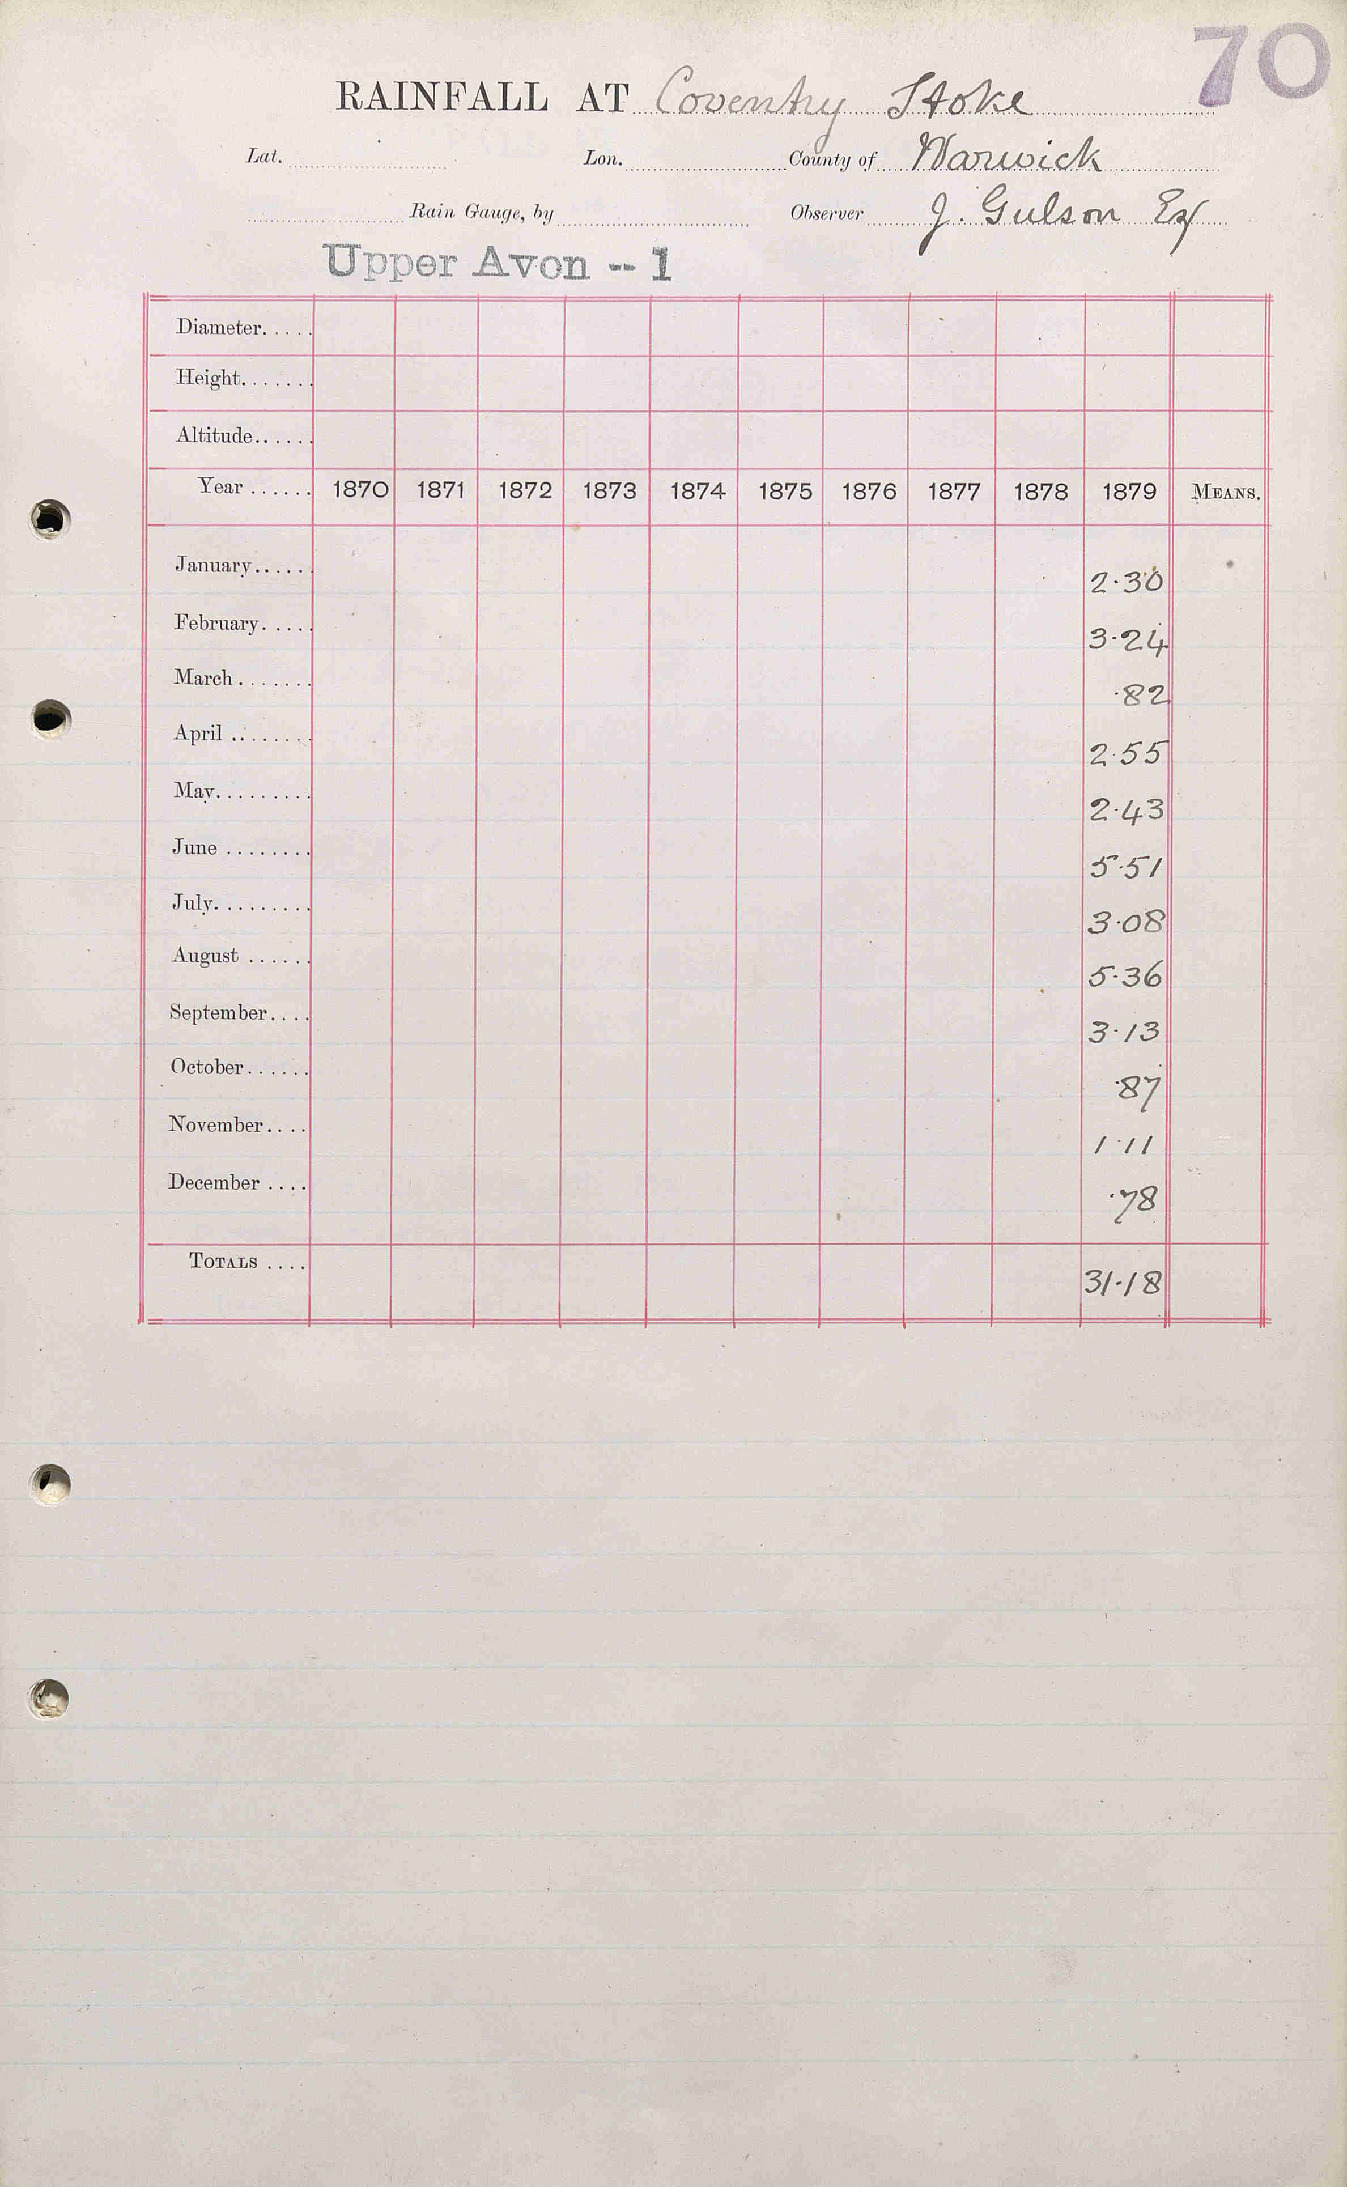 70
RAINFALL AT Coventry Stoke
Lat. Lon. County of Warwick
Rain Gauge, by Observer J. Gulson Esq
Upper Avon -- 1
Diameter.....
Height.......
Altitude......
Year ...... 1870 1871 1872 1873 1874 1875 1876 1877 1878 1879 MEANS.
January...... 2.30
February..... 3.24
March ....... .82
April ........ 2.55
May......... 2.43
June ........ 5.51
July......... 3.08
August ...... 5.36
September.... 3.13
October...... .87
November.... 1.11
December .... .78
TOTALS .... 31.18